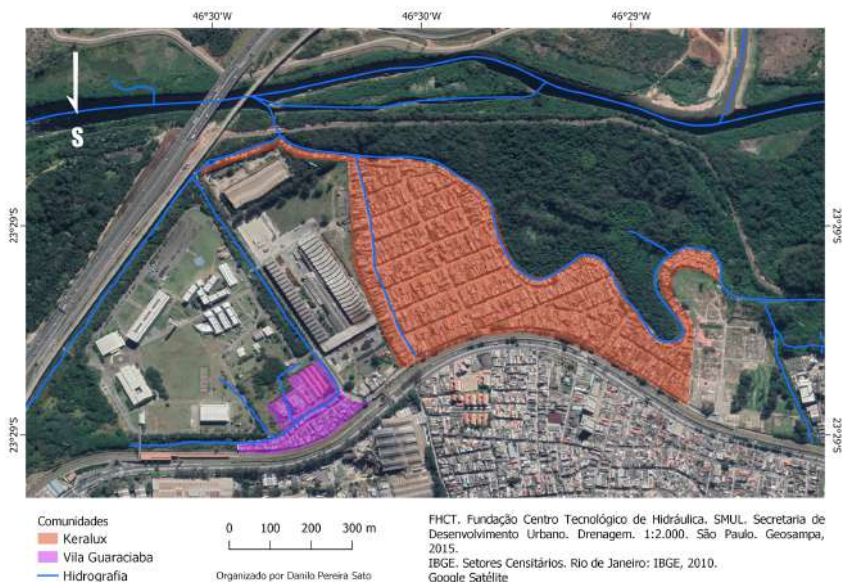 46°30'W
46°30'W
46°29'W
S
23°29'S
23°29'S
23°29'S
23°29'S
Comunidades
Keralux
Vila Guaraciaba
Hidrografia
0 100 200 300 m
Organizado por Danilo Pereira Sato
FHCT. Fundação Centro Tecnológico de Hidráulica. SMUL. Secretaria de
Desenvolvimento Urbano. Drenagem. 1:2.000. São Paulo. Geosampa,
2015.
IBGE. Setores Censitários. Rio de Janeiro: IBGE, 2010.
Google Satélite